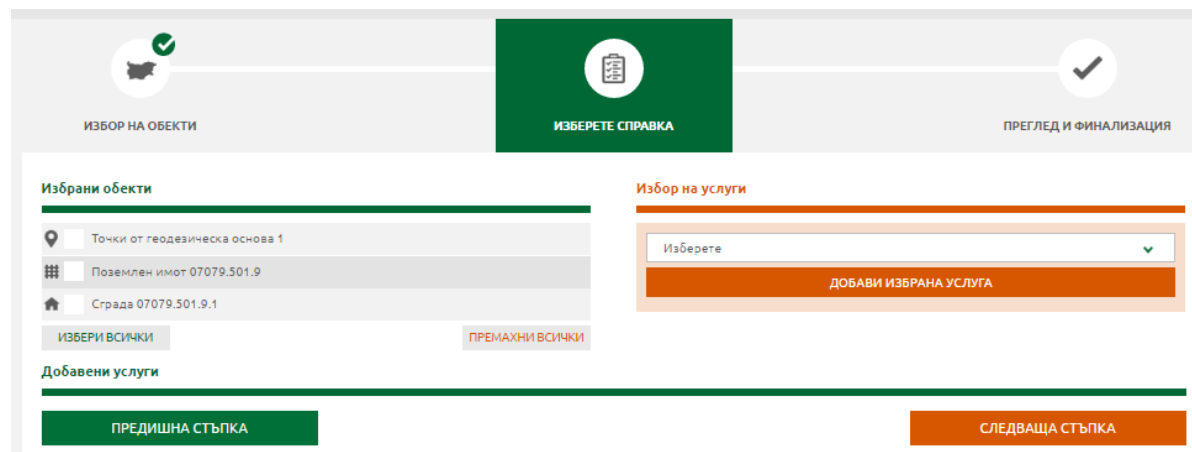 ИЗБОР НА ОБЕКТИ
ИЗБЕРЕТЕ СПРАВКА
ПРЕГЛЕД И ФИНАЛИЗАЦИЯ
Избрани обекти
Точки от геодезическа основа 1
Поземлен имот 07079.501.9
Сграда 07079.501.9.1
ИЗБЕРИ ВСИЧКИ
ПРЕМАХНИ ВСИЧКИ
Избор на услуги
Изберете
ДОБАВИ ИЗБРАНА УСЛУГА
Добавени услуги
ПРЕДИШНА СТЪПКА
СЛЕДВАЩА СТЪПКА